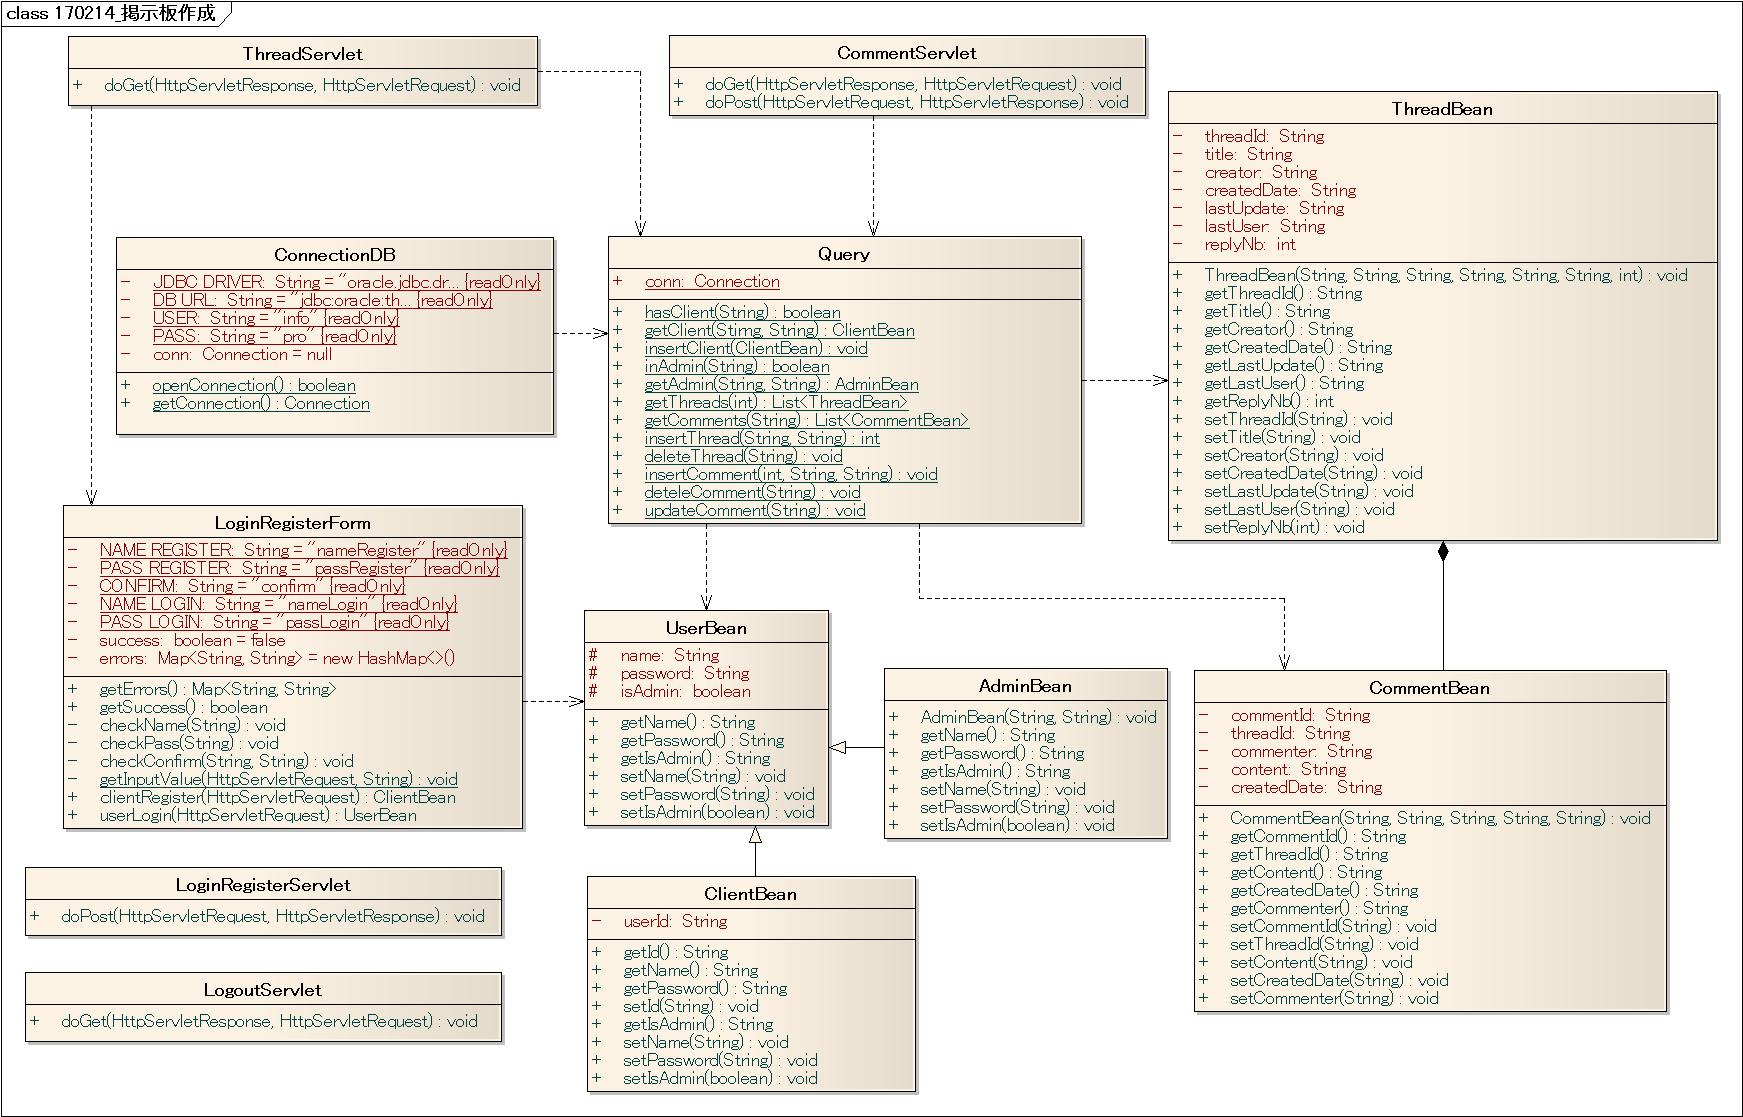 class 170214_掲示板作成
ThreadServlet
+ doGet(HttpServletResponse, HttpServletRequest) : void
CommentServlet
+ doGet(HttpServletResponse, HttpServletRequest) : void
+ doPost(HttpServletRequest, HttpServletResponse) : void
ThreadBean
- threadId: String
- title: String
- creator: String
- createdDate: String
- lastUpdate: String
- lastUser: String
- replyNb: int
+ ThreadBean(String, String, String, String, String, String, int) : void
+ getThreadId() : String
+ getTitle() : String
+ getCreator() : String
+ getCreatedDate() : String
+ getLastUpdate() : String
+ getLastUser() : String
+ getReplyNb() : int
+ setThreadId(String) : void
+ setTitle(String) : void
+ setCreator(String) : void
+ setCreatedDate(String) : void
+ setLastUpdate(String) : void
+ setLastUser(String) : void
+ setReplyNb(int) : void
ConnectionDB
- JDBC DRIVER: String = "oracle.jdbc.dr... {readOnly}
- DB URL: String = "jdbc:oracle:th... {readOnly}
- USER: String = "info" {readOnly}
- PASS: String = "pro" {readOnly}
- conn: Connection = null
+ openConnection() : boolean
+ getConnection() : Connection
Query
+ conn: Connection
+ hasClient(String) : boolean
+ getClient(Stirng, String) : ClientBean
+ insertClient(ClientBean) : void
+ inAdmin(String) : boolean
+ getAdmin(String, String) : AdminBean
+ getThreads(int) : List<ThreadBean>
+ getComments(String) : List<CommentBean>
+ insertThread(String, String) : int
+ deleteThread(String) : void
+ insertComment(int, String, String) : void
+ deteleComment(String) : void
+ updateComment(String) : void
LoginRegisterForm
- NAME REGISTER: String = "nameRegister" {readOnly}
- PASS REGISTER: String = "passRegister" {readOnly}
- CONFIRM: String = "confirm" {readOnly}
- NAME LOGIN: String = "nameLogin" {readOnly}
- PASS LOGIN: String = "passLogin" {readOnly}
- success: boolean = false
- errors: Map<String, String> = new HashMap<>()
+ getErrors() : Map<String, String>
+ getSuccess() : boolean
- checkName(String) : void
- checkPass(String) : void
- checkConfirm(String, String) : void
- getInputValue(HttpServletRequest, String) : void
+ clientRegister(HttpServletRequest) : ClientBean
+ userLogin(HttpServletRequest) : UserBean
UserBean
# name: String
# password: String
# isAdmin: boolean
+ getName() : String
+ getPassword() : String
+ getIsAdmin() : String
+ setName(String) : void
+ setPassword(String) : void
+ setIsAdmin(boolean) : void
AdminBean
+ AdminBean(String, String) : void
+ getName() : String
+ getPassword() : String
+ getIsAdmin() : String
+ setName(String) : void
+ setPassword(String) : void
+ setIsAdmin(boolean) : void
CommentBean
- commentId: String
- threadId: String
- commenter: String
- content: String
- createdDate: String
+ CommentBean(String, String, String, String, String) : void
+ getCommentId() : String
+ getThreadId() : String
+ getContent() : String
+ getCreatedDate() : String
+ getCommenter() : String
+ setCommentId(String) : void
+ setThreadId(String) : void
+ setContent(String) : void
+ setCreatedDate(String) : void
+ setCommenter(String) : void
LoginRegisterServlet
+ doPost(HttpServletRequest, HttpServletResponse) : void
ClientBean
- userId: String
+ getId() : String
+ getName() : String
+ getPassword() : String
+ setId(String) : void
+ getIsAdmin() : String
+ setName(String) : void
+ setPassword(String) : void
+ setIsAdmin(boolean) : void
LogoutServlet
+ doGet(HttpServletResponse, HttpServletRequest) : void